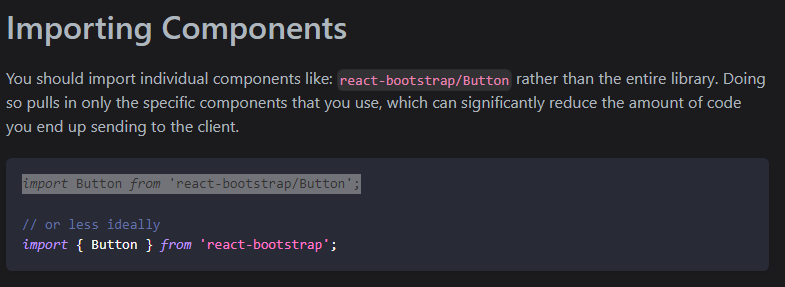 Importing Components
You should import individual components like: react-bootstrap/Button rather than the entire library. Doing
so pulls in only the specific components that you use, which can significantly reduce the amount of code
you end up sending to the client.
import Button from 'react-bootstrap/Button';
// or less ideally
import { Button } from 'react-bootstrap';